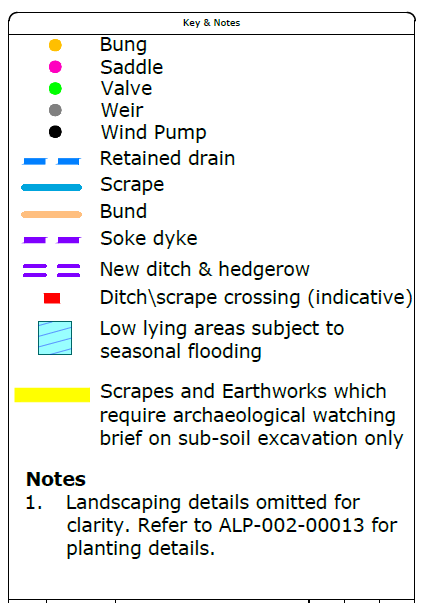 Key & Notes
Bung
Saddle
Valve
Weir
Wind Pump
Retained drain
Scrape
Bund
Soke dyke
New ditch & hedgerow
Ditch\scrape crossing (indicative)
Low lying areas subject to
seasonal flooding
Scrapes and Earthworks which
require archaeological watching
brief on sub-soil excavation only
Notes
1. Landscaping details omitted for
clarity. Refer to ALP-002-00013 for
planting details.